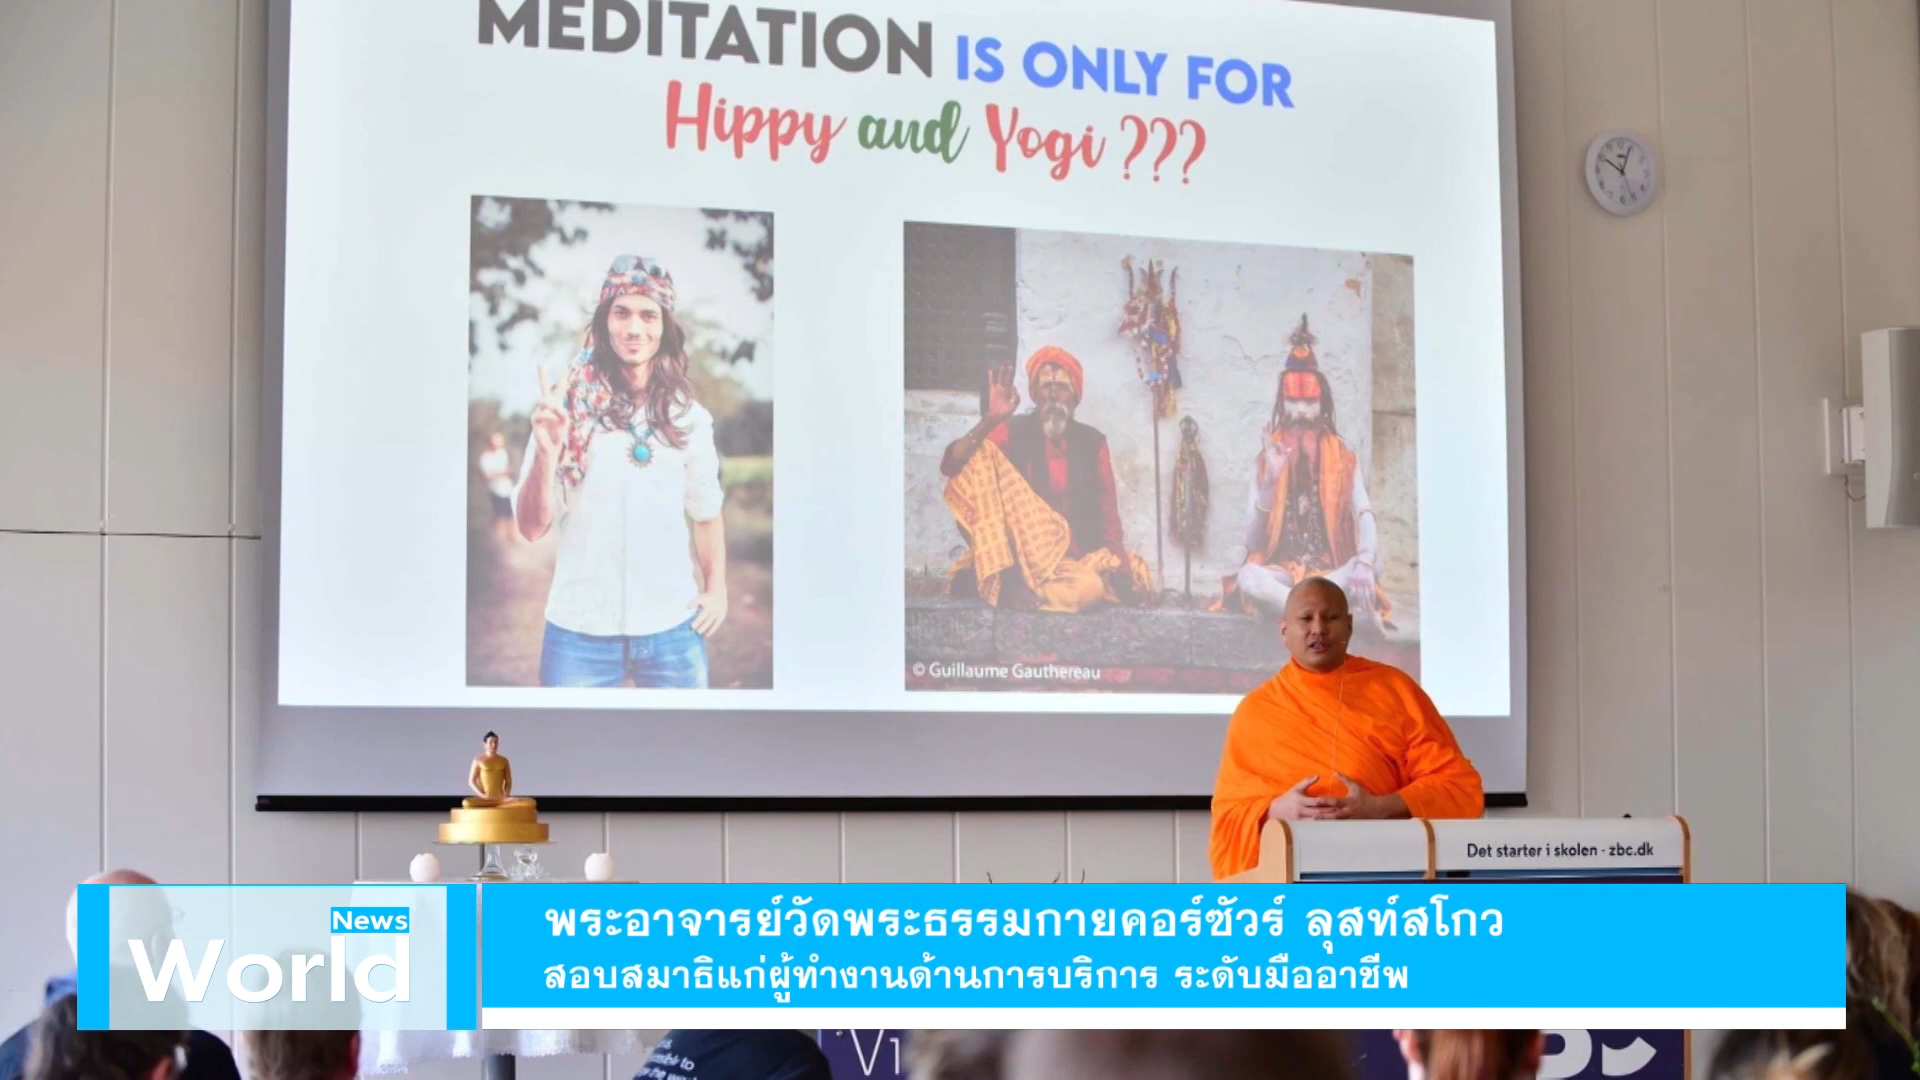 MEDITATION IS ONLY FOR
Hippy and Yogi ???
© Guillaume Gauthereau
Det starter i skolen - zbc.dk
News
World
พระอาจารย์วัดพระธรรมกายคอร์ซัวร์ ลุสท์สโกว
สอบสมาธิแก่ผู้ทำงานด้านการบริการ ระดับมืออาชีพ